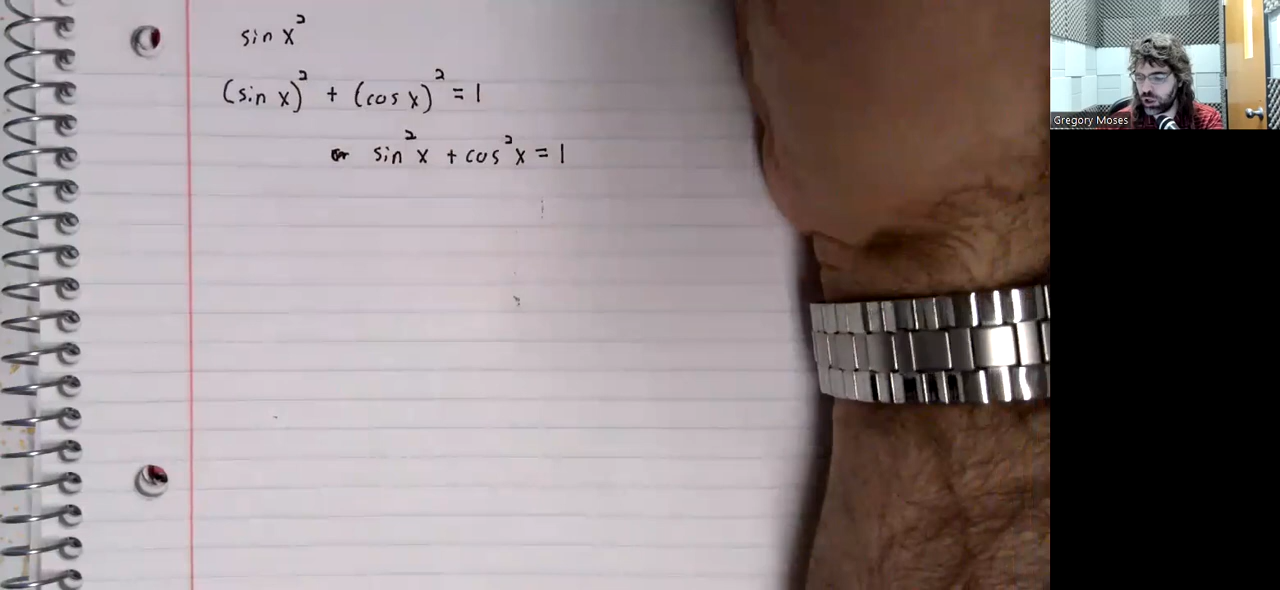 sin x²
(sin x)² + (cos x)² = 1
or sin²x + cos²x = 1
Gregory Moses